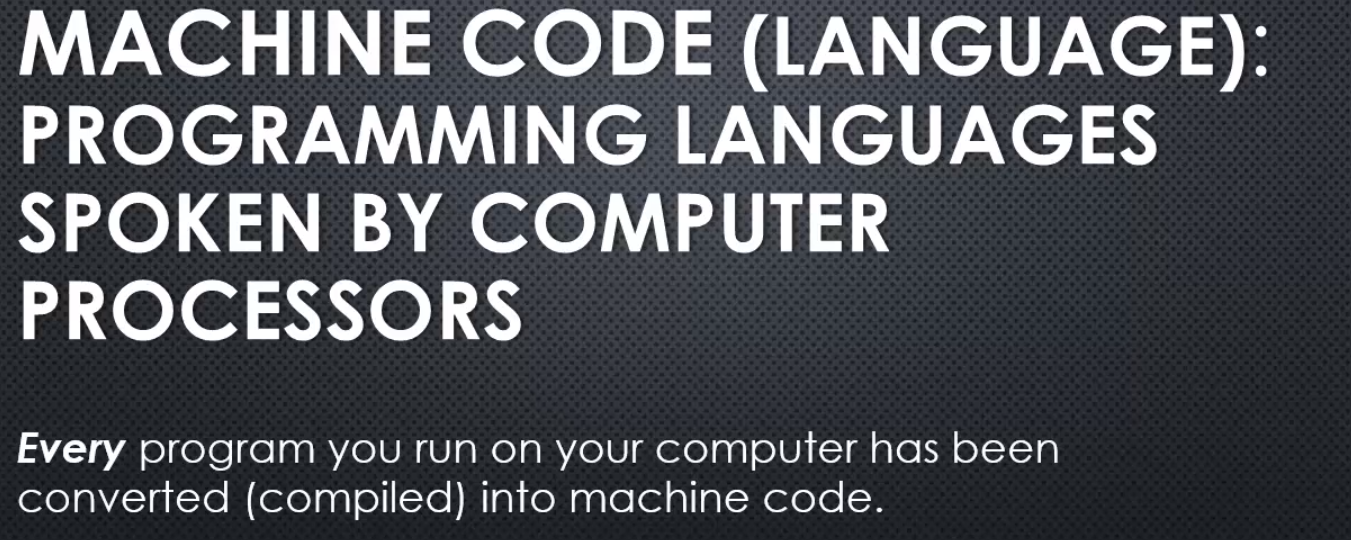 MACHINE CODE (LANGUAGE):
PROGRAMMING LANGUAGES
SPOKEN BY COMPUTER
PROCESSORS
Every program you run on your computer has been
converted (compiled) into machine code.